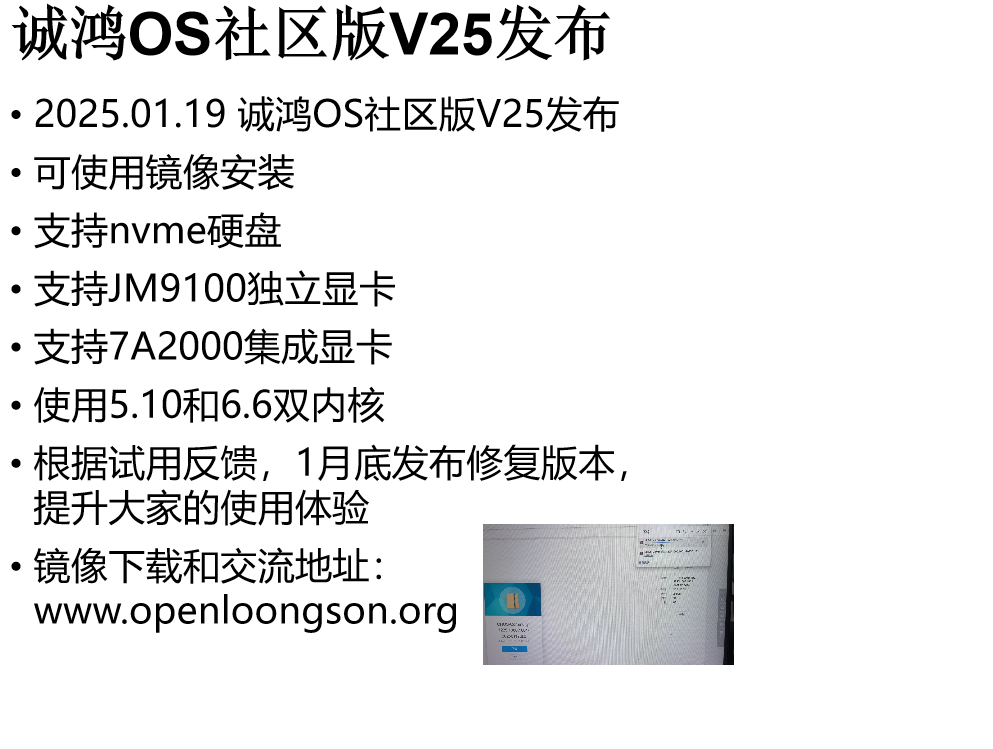 诚鸿OS社区版V25发布
• 2025.01.19 诚鸿OS社区版V25发布
• 可使用镜像安装
• 支持nvme硬盘
• 支持JM9100独立显卡
• 支持7A2000集成显卡
• 使用5.10和6.6双内核
• 根据试用反馈，1月底发布修复版本，
提升大家的使用体验
• 镜像下载和交流地址：
www.openloongson.org